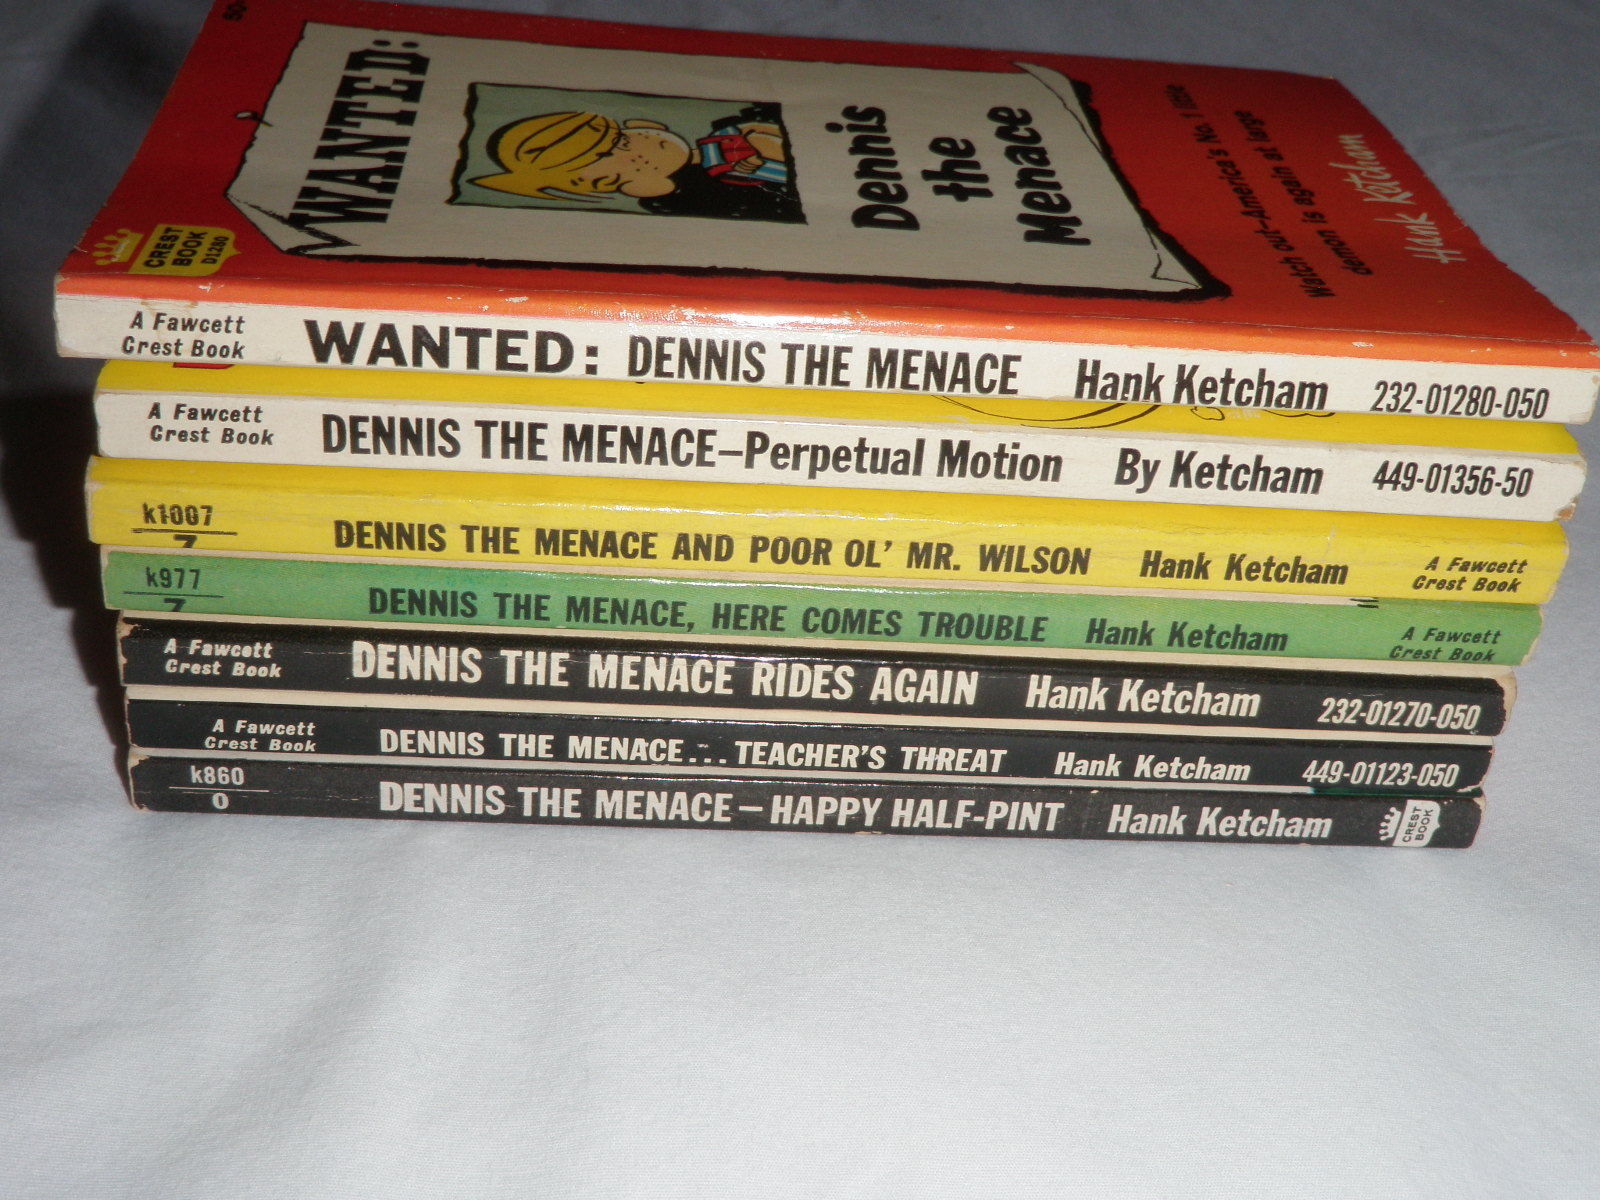 WANTED:
Dennis
the
Menace
Watch out—America's No. 1 little
demon is again at large
Hank Ketcham
CREST
BOOK
D1280
A Fawcett
Crest Book
WANTED: DENNIS THE MENACE Hank Ketcham 232-01280-050
A Fawcett
Crest Book
DENNIS THE MENACE—Perpetual Motion By Ketcham 449-01356-50
k1007
7
DENNIS THE MENACE AND POOR OL' MR. WILSON Hank Ketcham
A Fawcett
Crest Book
k977
7
DENNIS THE MENACE, HERE COMES TROUBLE Hank Ketcham
A Fawcett
Crest Book
A Fawcett
Crest Book
DENNIS THE MENACE RIDES AGAIN Hank Ketcham 232-01270-050
A Fawcett
Crest Book
DENNIS THE MENACE... TEACHER'S THREAT Hank Ketcham 449-01123-050
k860
0
DENNIS THE MENACE—HAPPY HALF-PINT Hank Ketcham
CREST
BOOK